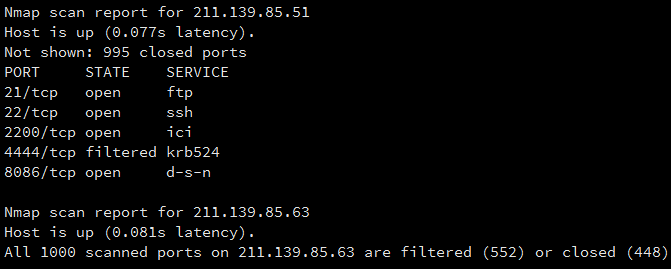 Nmap scan report for 211.139.85.51
Host is up (0.077s latency).
Not shown: 995 closed ports
PORT     STATE    SERVICE
21/tcp   open     ftp
22/tcp   open     ssh
2200/tcp open     ici
4444/tcp filtered krb524
8086/tcp open     d-s-n

Nmap scan report for 211.139.85.63
Host is up (0.081s latency).
All 1000 scanned ports on 211.139.85.63 are filtered (552) or closed (448)